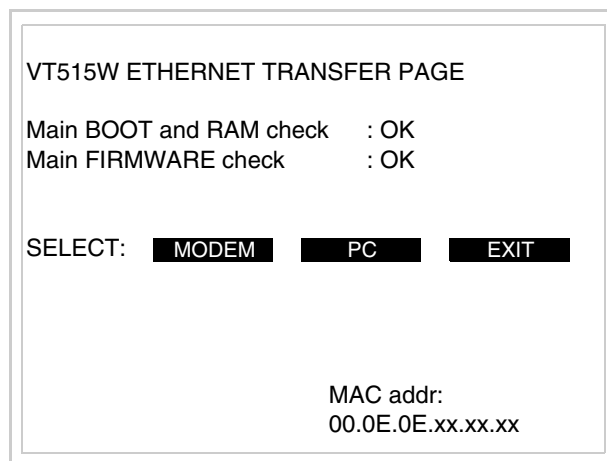 VT515W ETHERNET TRANSFER PAGE
Main BOOT and RAM check : OK
Main FIRMWARE check : OK
SELECT: MODEM PC EXIT
MAC addr:
00.0E.0E.xx.xx.xx